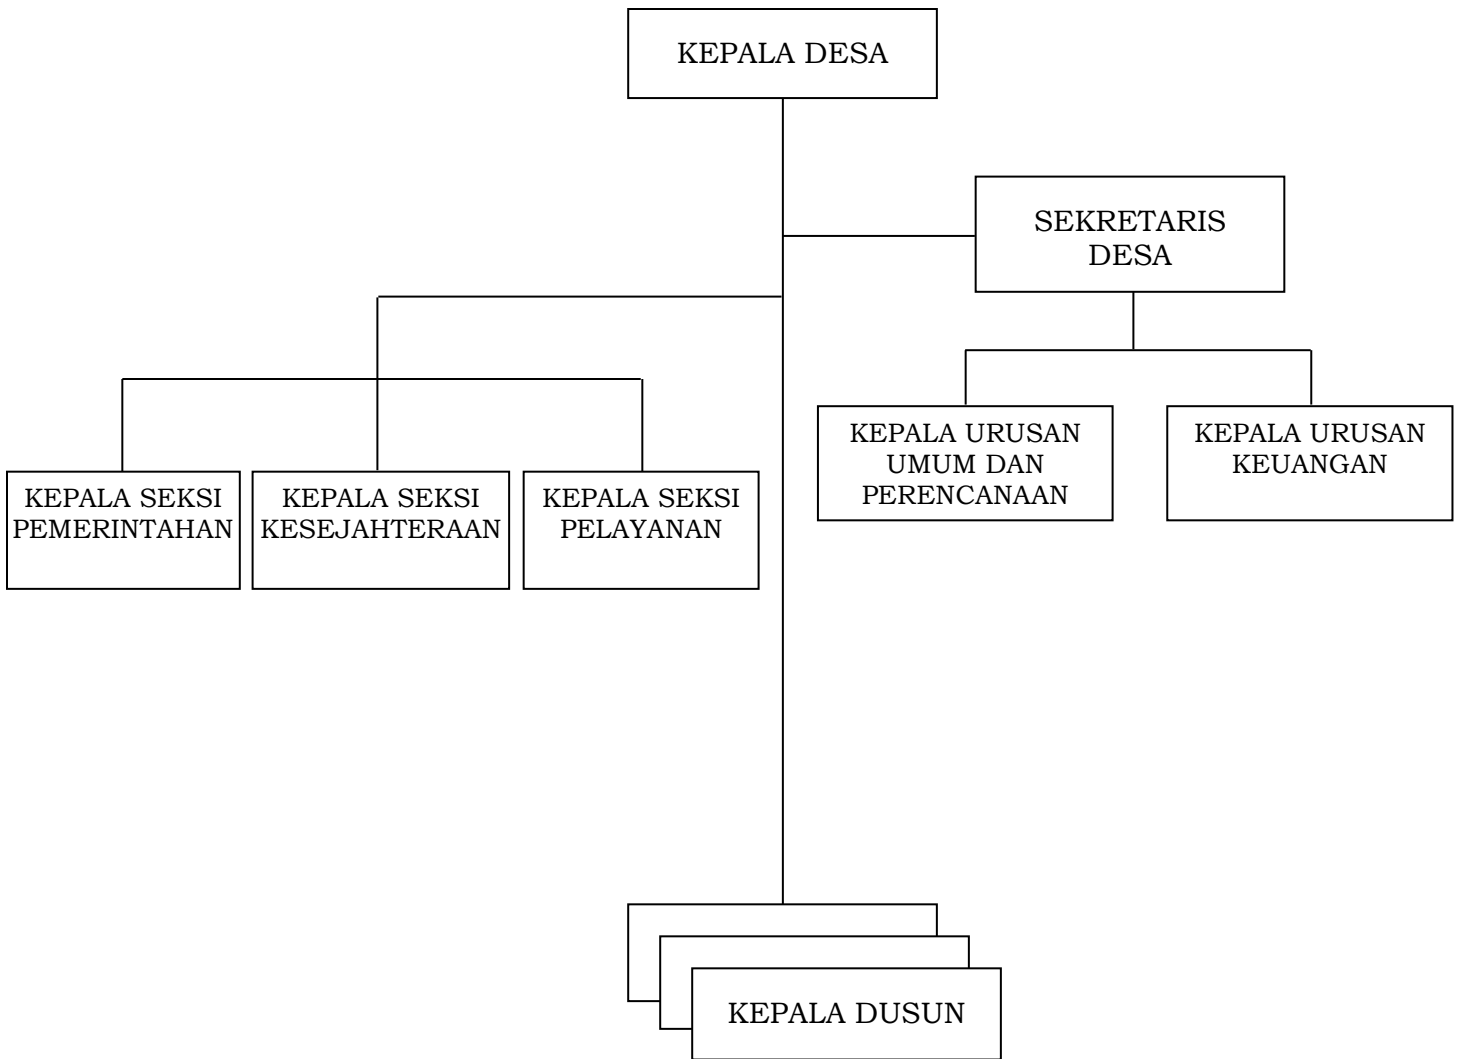 KEPALA DESA
SEKRETARIS
DESA
KEPALA URUSAN
UMUM DAN
PERENCANAAN
KEPALA URUSAN
KEUANGAN
KEPALA SEKSI
PEMERINTAHAN
KEPALA SEKSI
KESEJAHTERAAN
KEPALA SEKSI
PELAYANAN
KEPALA DUSUN